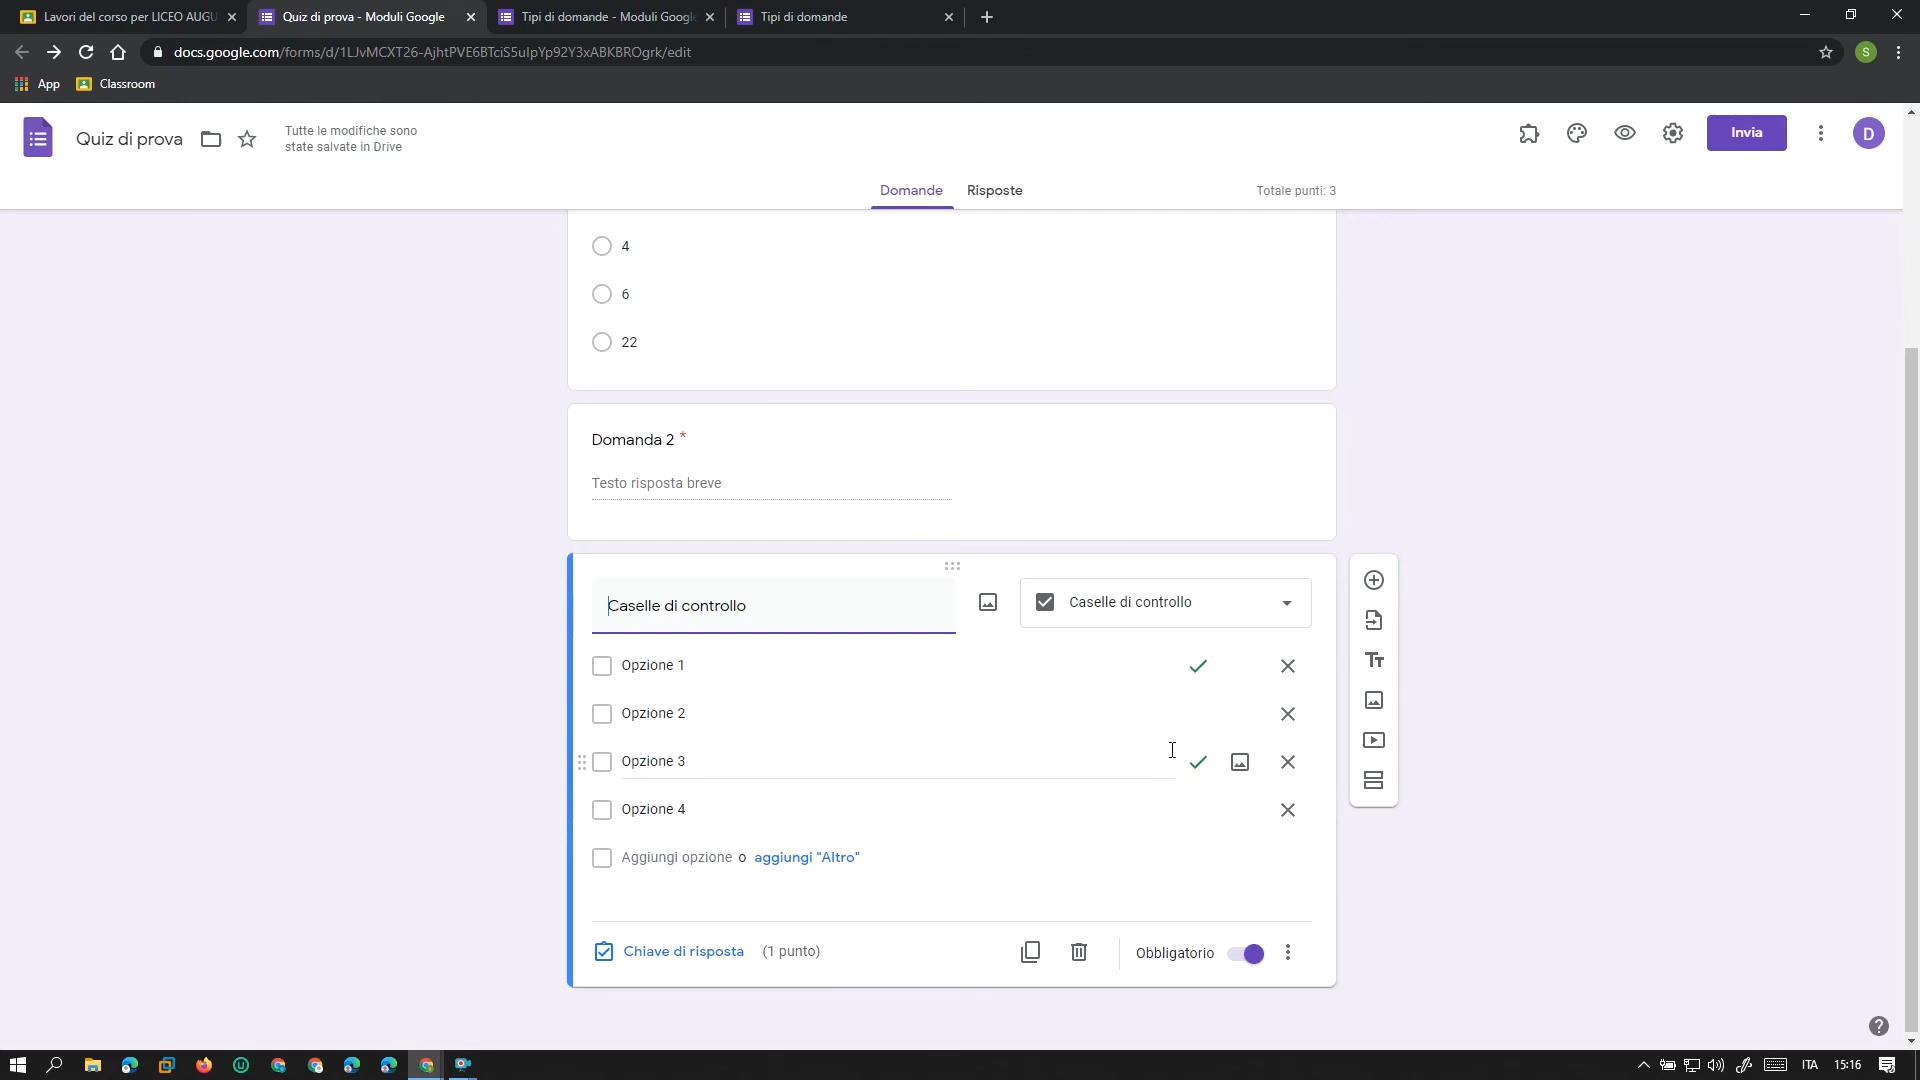 Lavori del corso per LICEO AUGU
Quiz di prova - Moduli Google
Tipi di domande - Moduli Googl
Tipi di domande
docs.google.com/forms/d/1LJvMCXT26-AjhtPVE6BTciS5uIpYp92Y3xABKBROgrk/edit
S
App
Classroom
Quiz di prova
Tutte le modifiche sono
state salvate in Drive
Invia
D
Domande
Risposte
Totale punti: 3
4
6
22
Domanda 2 *
Testo risposta breve
Caselle di controllo
Caselle di controllo
Opzione 1
Opzione 2
Opzione 3
Opzione 4
Aggiungi opzione o aggiungi "Altro"
Chiave di risposta (1 punto)
Obbligatorio
ITA
15:16